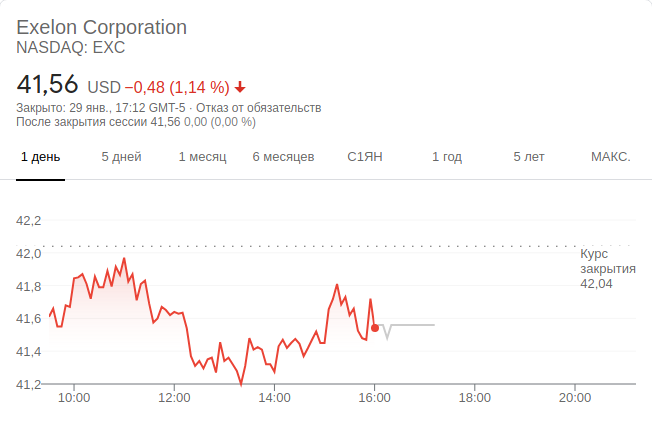 Exelon Corporation
NASDAQ: EXC
41,56 USD −0,48 (1,14 %)
Закрыто: 29 янв., 17:12 GMT-5 · Отказ от обязательств
После закрытия сессии 41,56 0,00 (0,00 %)
1 день 5 дней 1 месяц 6 месяцев С1ЯН 1 год 5 лет МАКС.
42,2
42,0
41,8
41,6
41,4
41,2
Курс
закрытия
42,04
10:00 12:00 14:00 16:00 18:00 20:00